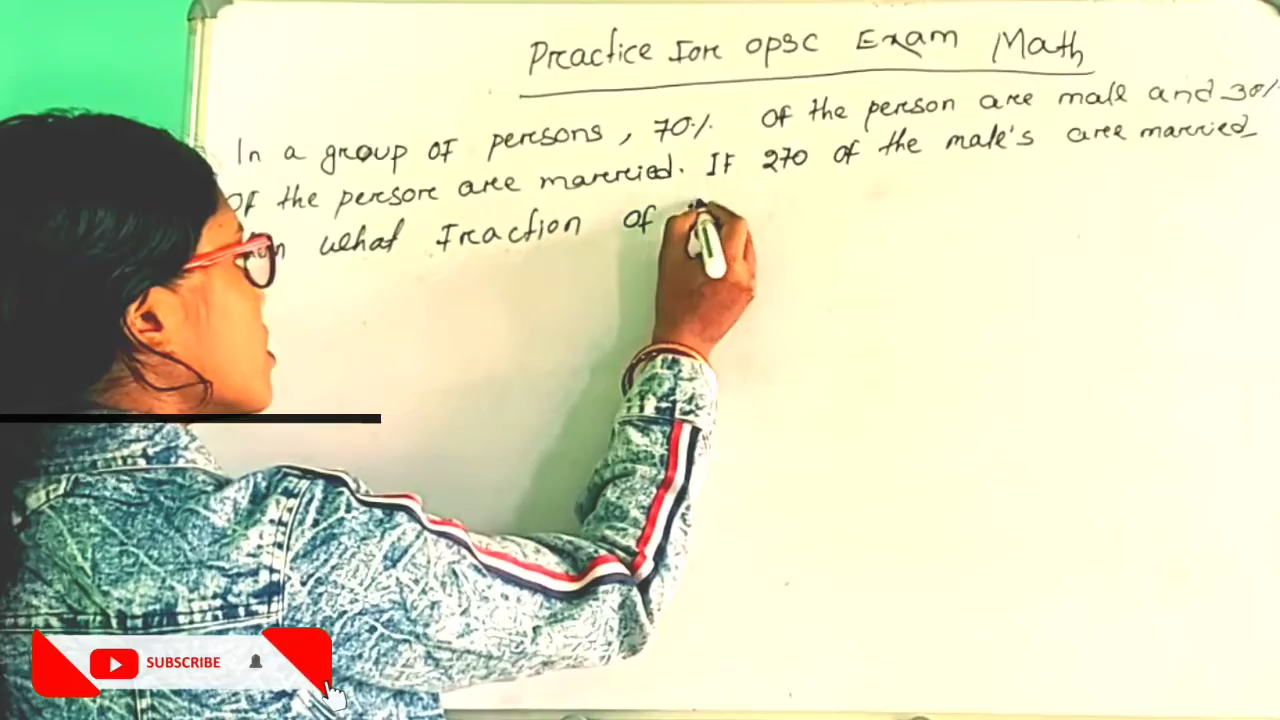 Practice For OPSC Exam Math
In a group of persons, 70% of the person are male and 30%
of the persore are married. If 270 of the male's are married
what Fraction of
SUBSCRIBE